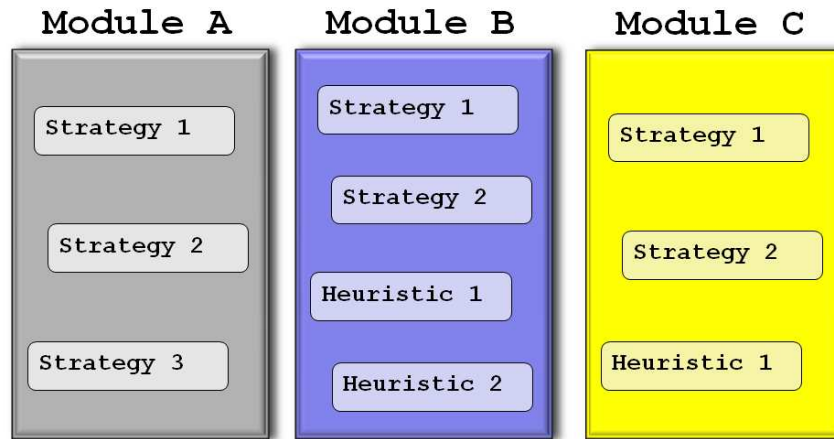 Module A
Strategy 1
Strategy 2
Strategy 3
Module B
Strategy 1
Strategy 2
Heuristic 1
Heuristic 2
Module C
Strategy 1
Strategy 2
Heuristic 1